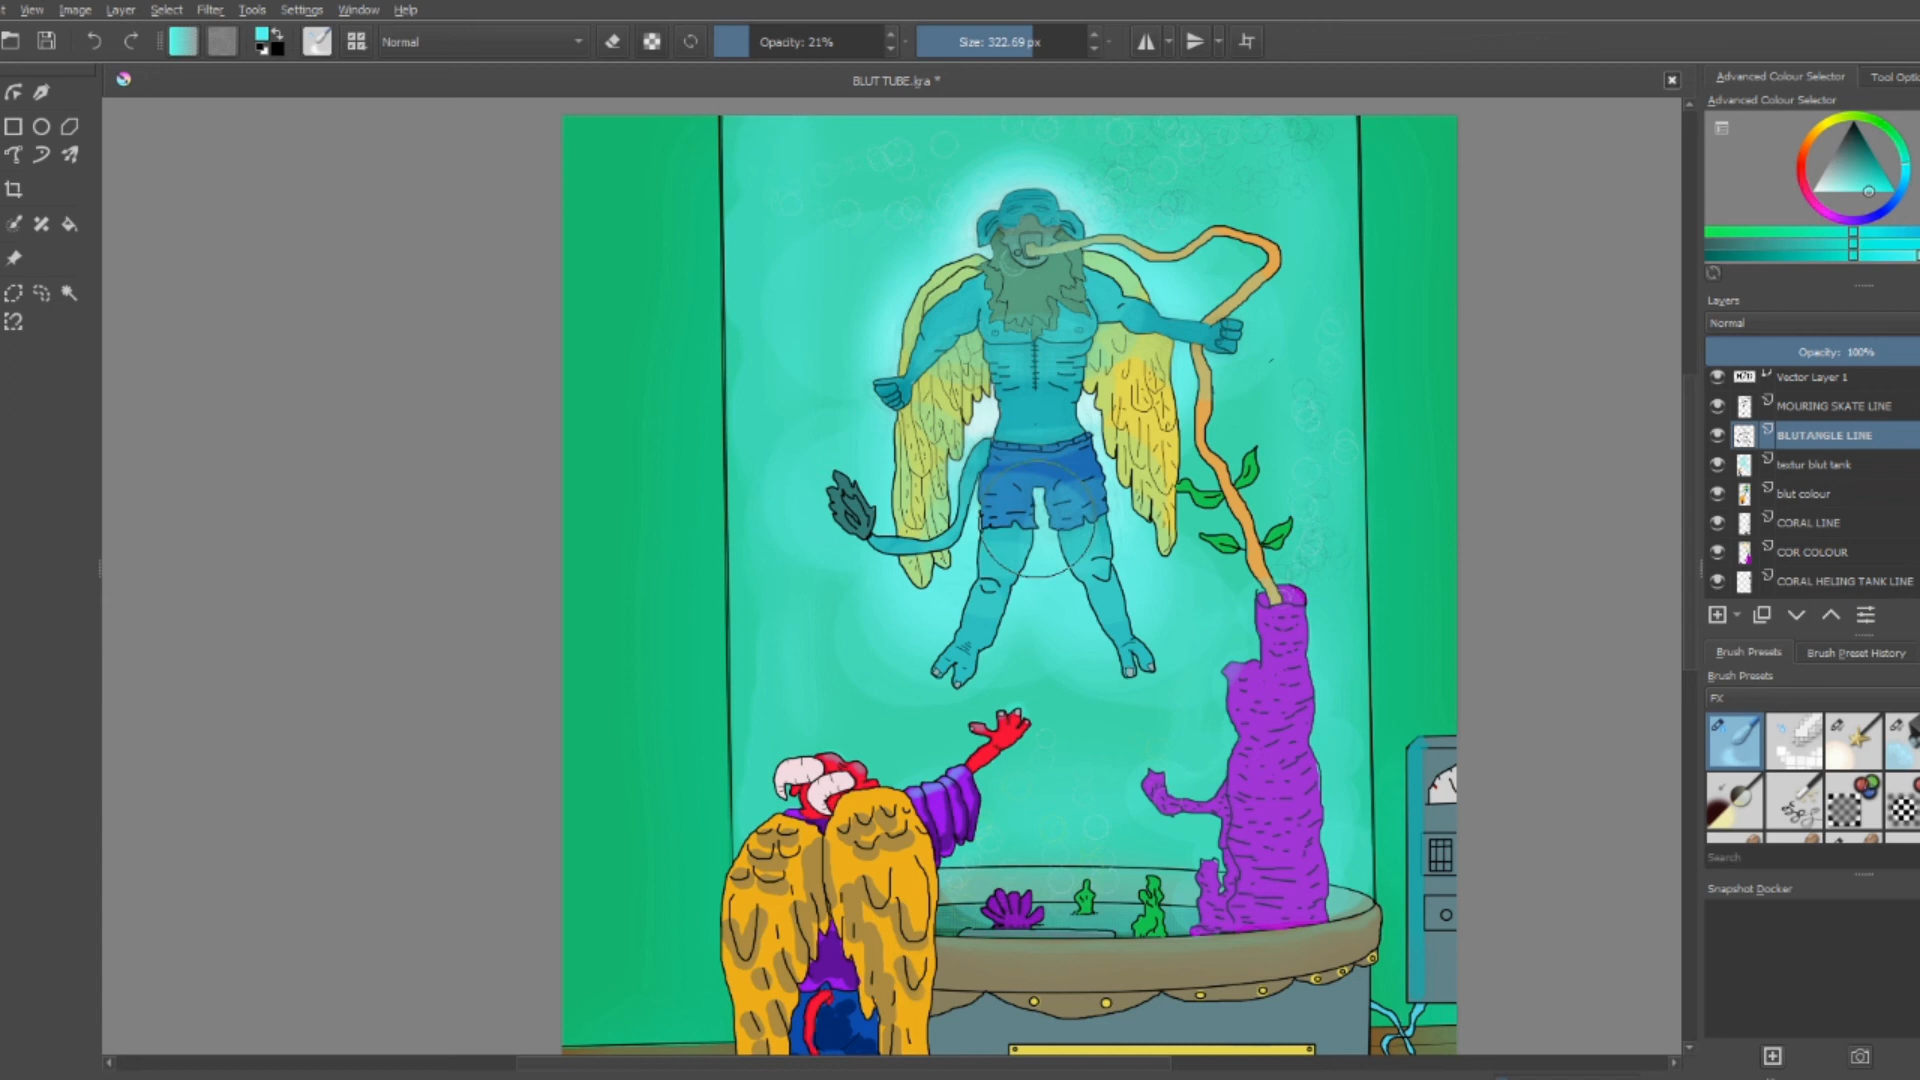 View Image Layer Select Filter Tools Settings Window Help
Normal
Opacity: 21%
Size: 322.69 px
BLUT TUBE.kra *
Advanced Colour Selector
Advanced Colour Selector
Layers
Normal
Opacity: 100%
Vector Layer 1
MOURING SKATE LINE
BLUTANGLE LINE
textur blut tank
blut colour
CORAL LINE
COR COLOUR
CORAL HELING TANK LINE
Brush Presets Brush Preset History
Brush Presets
FX
Search
Snapshot Docker